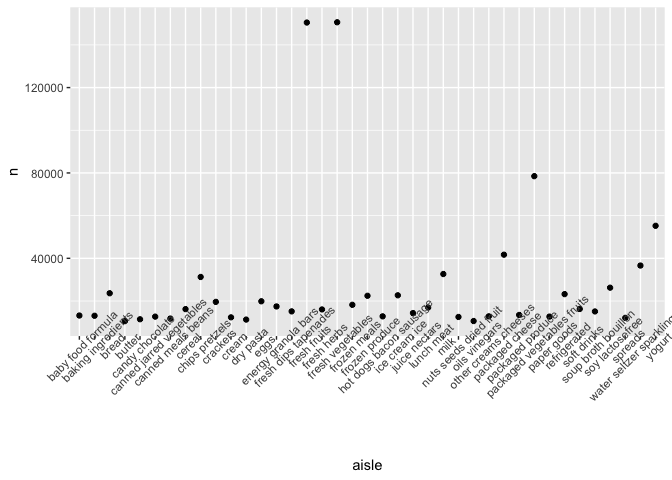 120000
80000
40000
n
baby food formula
baking ingredients
bread
butter
candy chocolate
canned jarred vegetables
canned meals beans
cereal
chips pretzels
crackers
cream
dry pasta
eggs
energy granola bars
fresh dips tapenades
fresh fruits
fresh herbs
fresh vegetables
frozen meals
frozen produce
hot dogs bacon sausage
ice cream ice
juice nectars
lunch meat
milk
nuts seeds dried fruit
oils vinegars
other creams cheeses
packaged cheese
packaged produce
packaged vegetables fruits
paper goods
refrigerated
soft drinks
soup broth bouillon
soy lactosefree
spreads
water seltzer sparkling
yogurt
aisle